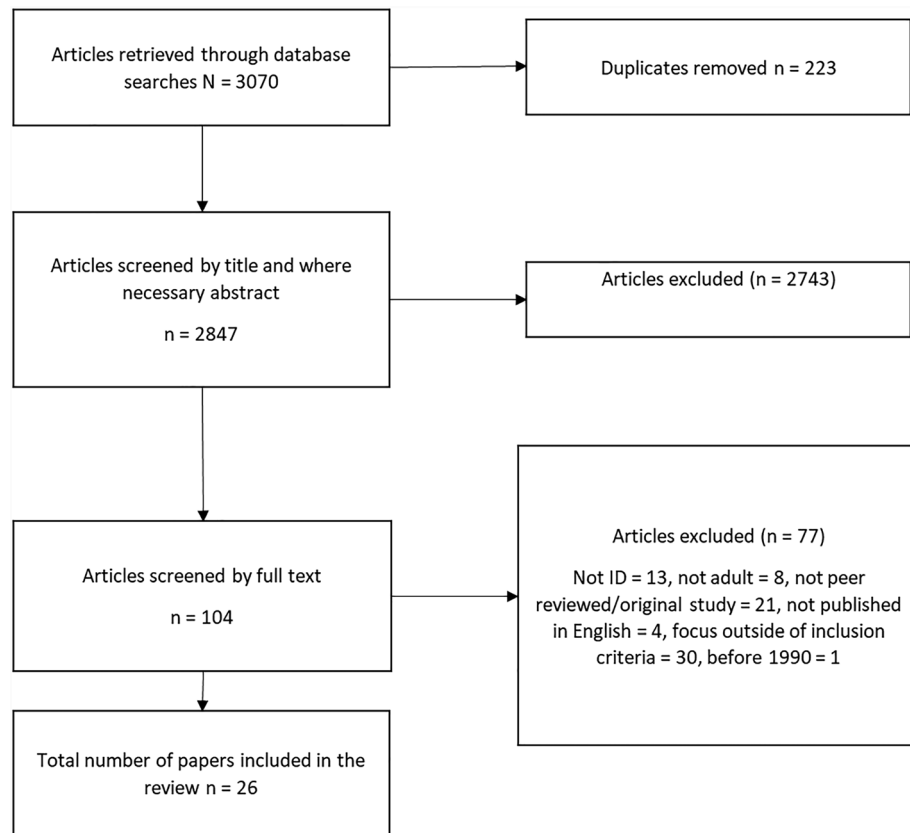 Articles retrieved through database
searches N = 3070
Duplicates removed n = 223
Articles screened by title and where
necessary abstract
n = 2847
Articles excluded (n = 2743)
Articles screened by full text
n = 104
Articles excluded (n = 77)
Not ID = 13, not adult = 8, not peer
reviewed/original study = 21, not published
in English = 4, focus outside of inclusion
criteria = 30, before 1990 = 1
Total number of papers included in the
review n = 26